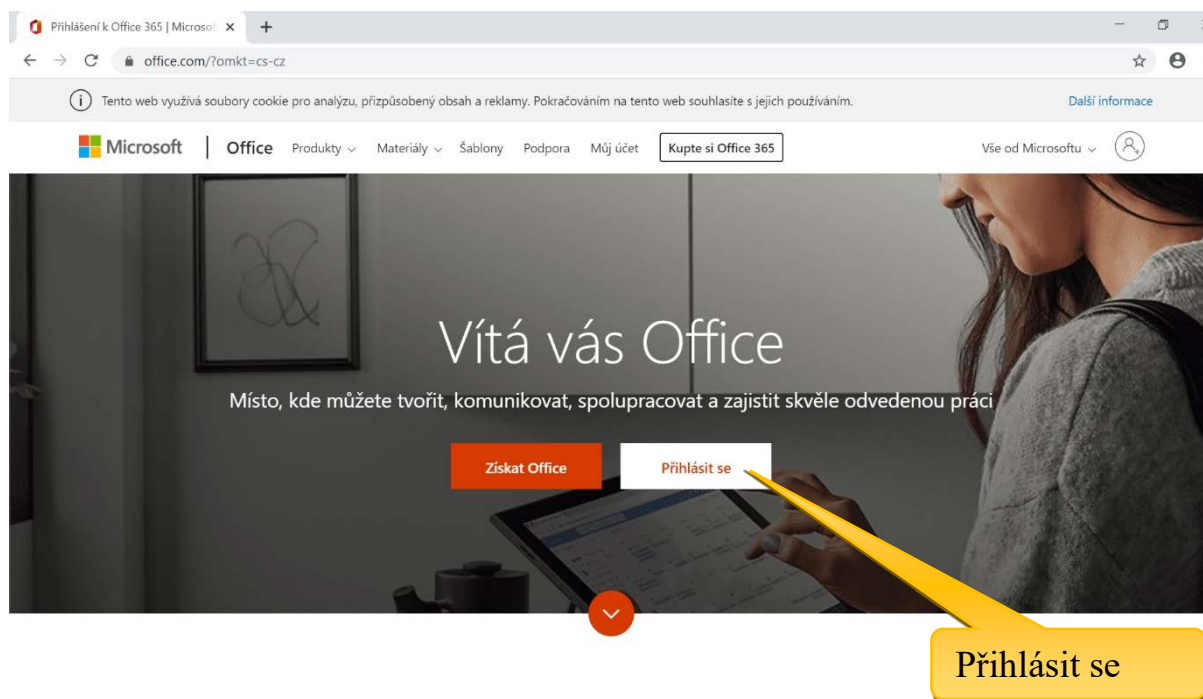 Přihlášení k Office 365 | Microsof
office.com/?omkt=cs-cz
Tento web využívá soubory cookie pro analýzu, přizpůsobený obsah a reklamy. Pokračováním na tento web souhlasíte s jejich používáním. Další informace
Microsoft Office Produkty Materiály Šablony Podpora Můj účet Kupte si Office 365 Vše od Microsoftu
Vítá vás Office
Místo, kde můžete tvořit, komunikovat, spolupracovat a zajistit skvěle odvedenou práci
Získat Office Přihlásit se
Přihlásit se